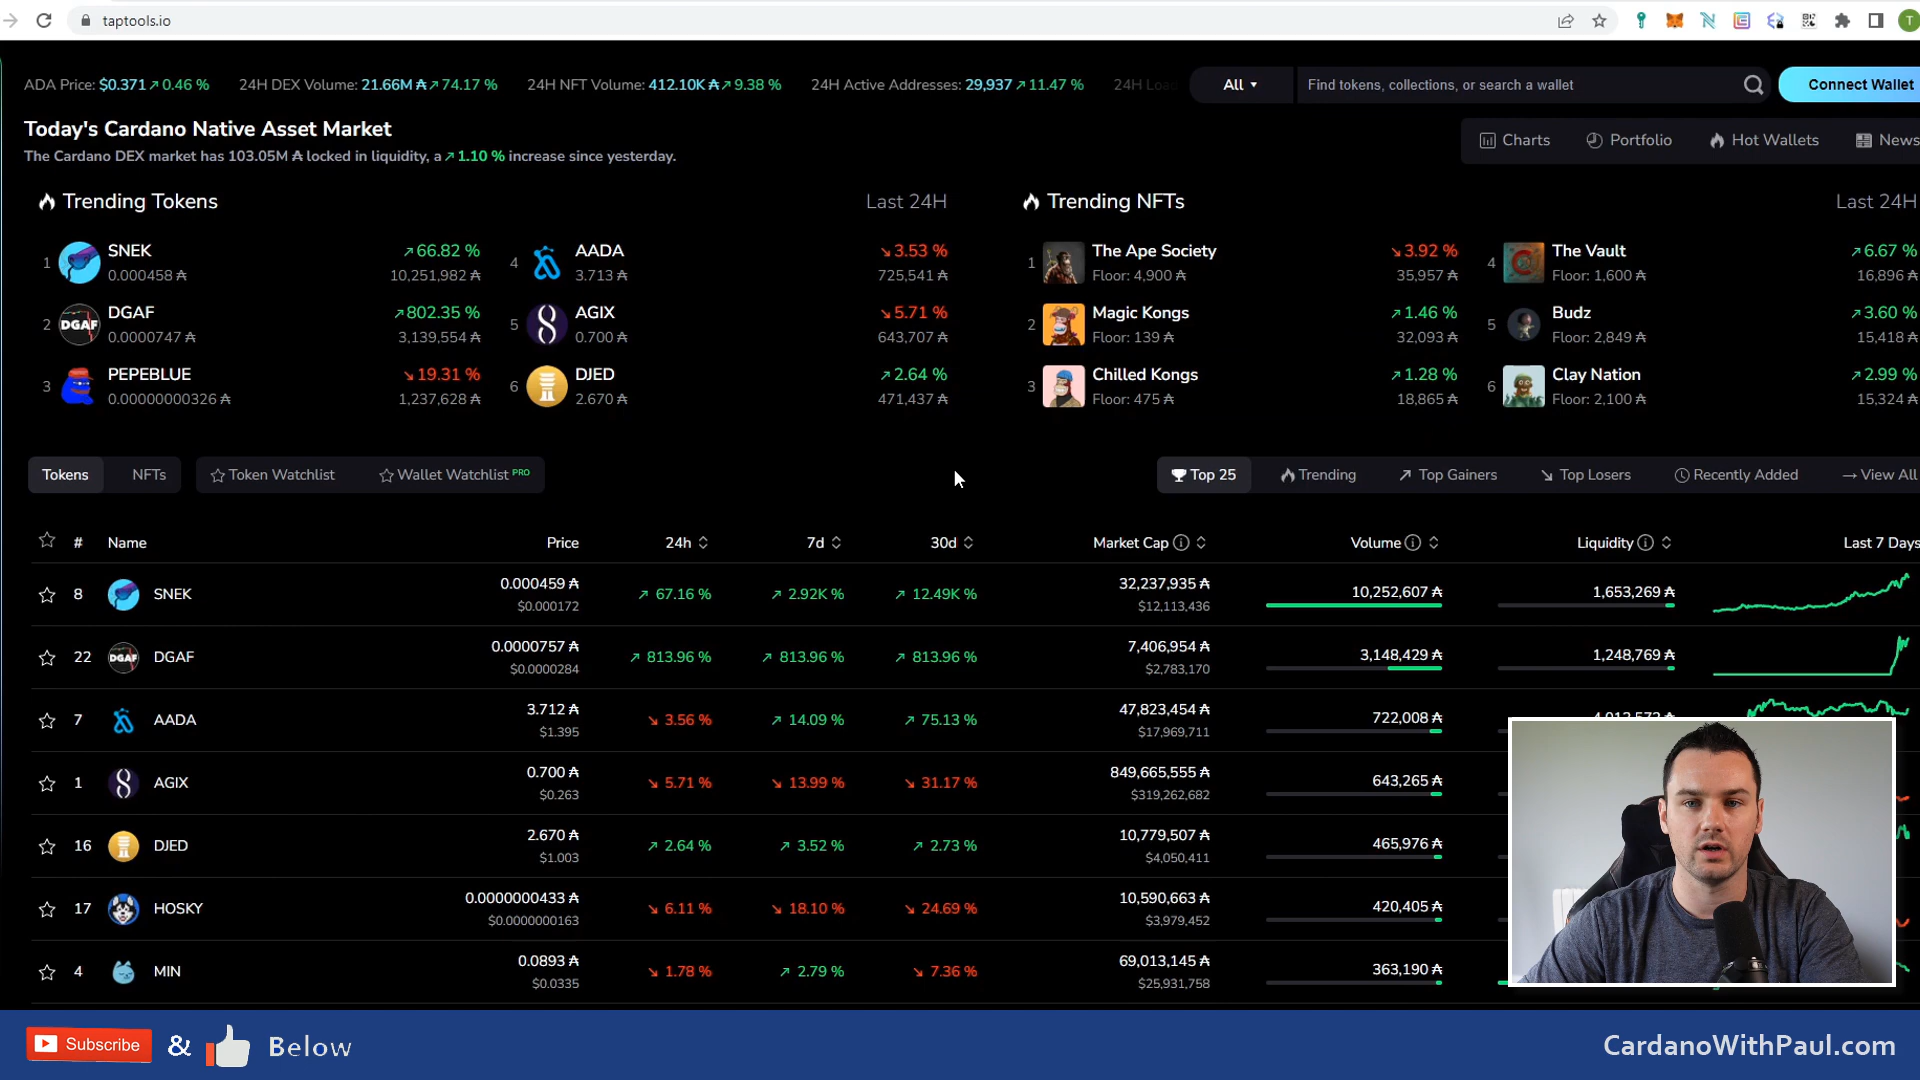 taptools.io
T
ADA Price: $0.371 ↗ 0.46 % 24H DEX Volume: 21.66M ₳ ↗ 74.17 % 24H NFT Volume: 412.10K ₳ ↗ 9.38 % 24H Active Addresses: 29,937 ↗ 11.47 % 24H
All Find tokens, collections, or search a wallet Connect Wallet
Today's Cardano Native Asset Market
The Cardano DEX market has 103.05M ₳ locked in liquidity, a ↗ 1.10 % increase since yesterday.
Charts Portfolio Hot Wallets News
Trending Tokens Last 24H
1 SNEK ↗ 66.82 %
0.000458 ₳ 10,251,982 ₳
2 DGAF ↗ 802.35 %
DGAF
0.0000747 ₳ 3,139,554 ₳
3 PEPEBLUE ↘ 19.31 %
0.00000000326 ₳ 1,237,628 ₳
4 AADA ↘ 3.53 %
3.713 ₳ 725,541 ₳
5 AGIX ↘ 5.71 %
0.700 ₳ 643,707 ₳
6 DJED ↗ 2.64 %
2.670 ₳ 471,437 ₳
Trending NFTs Last 24H
1 The Ape Society ↘ 3.92 %
Floor: 4,900 ₳ 35,957 ₳
2 Magic Kongs ↗ 1.46 %
Floor: 139 ₳ 32,093 ₳
3 Chilled Kongs ↗ 1.28 %
Floor: 475 ₳ 18,865 ₳
4 The Vault ↗ 6.67 %
Floor: 1,600 ₳ 16,896 ₳
5 Budz ↗ 3.60 %
Floor: 2,849 ₳ 15,418 ₳
6 Clay Nation ↗ 2.99 %
Floor: 2,100 ₳ 15,324 ₳
Tokens NFTs Token Watchlist Wallet Watchlist PRO Top 25 Trending Top Gainers Top Losers Recently Added → View All
# Name Price 24h 7d 30d Market Cap Volume Liquidity Last 7 Days
8 SNEK 0.000459 ₳ ↗ 67.16 % ↗ 2.92K % ↗ 12.49K % 32,237,935 ₳ 10,252,607 ₳ 1,653,269 ₳
$0.000172 $12,113,436
22 DGAF DGAF 0.0000757 ₳ ↗ 813.96 % ↗ 813.96 % ↗ 813.96 % 7,406,954 ₳ 3,148,429 ₳ 1,248,769 ₳
$0.0000284 $2,783,170
7 AADA 3.712 ₳ ↘ 3.56 % ↗ 14.09 % ↗ 75.13 % 47,823,454 ₳ 722,008 ₳
$1.395 $17,969,711
1 AGIX 0.700 ₳ ↘ 5.71 % ↘ 13.99 % ↘ 31.17 % 849,665,555 ₳ 643,265 ₳
$0.263 $319,262,682
16 DJED 2.670 ₳ ↗ 2.64 % ↗ 3.52 % ↗ 2.73 % 10,779,507 ₳ 465,976 ₳
$1.003 $4,050,411
17 HOSKY 0.0000000433 ₳ ↘ 6.11 % ↘ 18.10 % ↘ 24.69 % 10,590,663 ₳ 420,405 ₳
$0.0000000163 $3,979,452
4 MIN 0.0893 ₳ ↘ 1.78 % ↗ 2.79 % ↘ 7.36 % 69,013,145 ₳ 363,190 ₳
$0.0335 $25,931,758
Subscribe & Below CardanoWithPaul.com